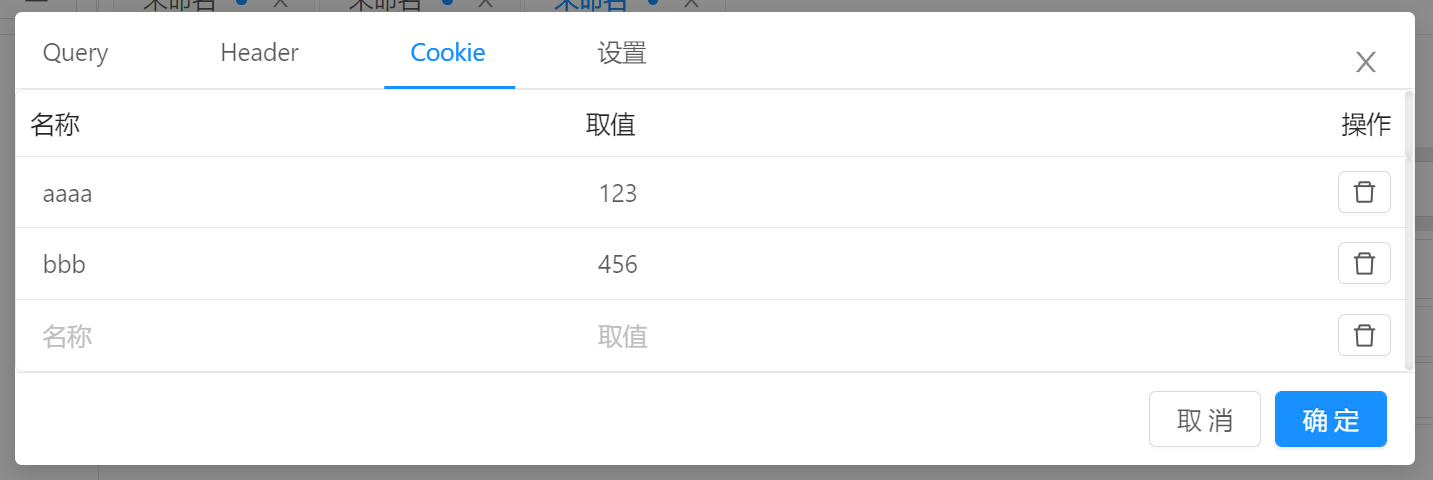 未命名 未命名 未命名
Query Header Cookie 设置
名称 取值 操作
aaaa 123
bbb 456
名称 取值
取消 确定